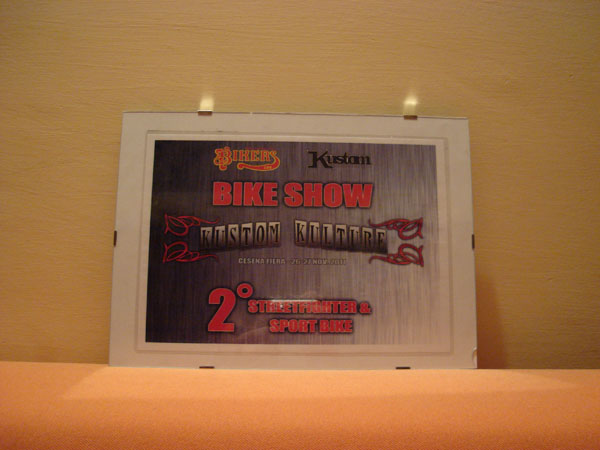 BIKERS Kustom
BIKE SHOW
KUSTOM KULTURE
CESENA FIERA
2° STREETFIGHTER &
SPORT BIKE